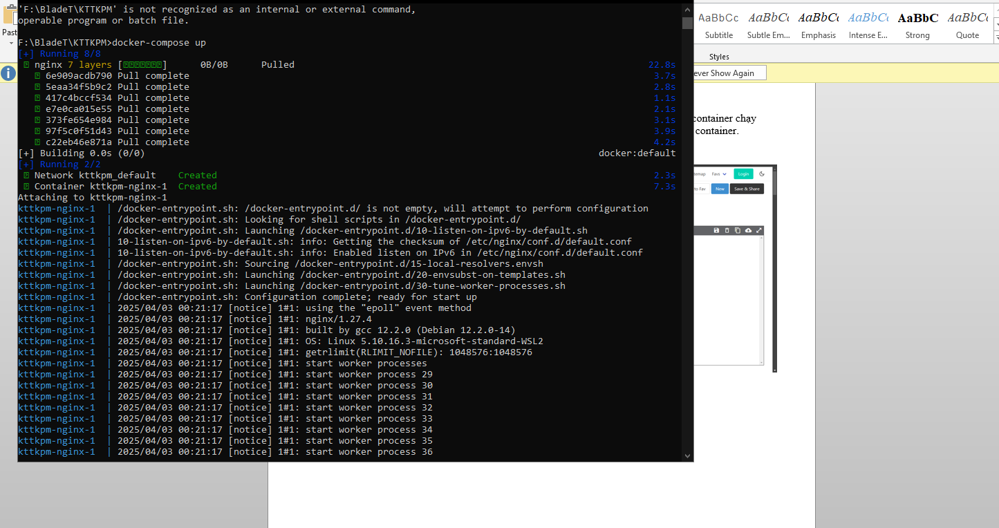 'F:\BladeT\KTTKPM' is not recognized as an internal or external command,
operable program or batch file.
F:\BladeT\KTTKPM>docker-compose up
[+] Running 8/8
nginx 7 layers [] 0B/0B Pulled 22.8s
6e909acdb790 Pull complete 3.7s
5eaa34f5b9c2 Pull complete 2.8s
417c4bccf534 Pull complete 1.1s
e7e0ca015e55 Pull complete 2.1s
373fe654e984 Pull complete 3.1s
97f5c0f51d43 Pull complete 3.9s
c22eb46e871a Pull complete 4.2s
[+] Building 0.0s (0/0) docker:default
[+] Running 2/2
Network kttkpm_default Created 2.3s
Container kttkpm-nginx-1 Created 7.3s
Attaching to kttkpm-nginx-1
kttkpm-nginx-1 | /docker-entrypoint.sh: /docker-entrypoint.d/ is not empty, will attempt to perform configuration
kttkpm-nginx-1 | /docker-entrypoint.sh: Looking for shell scripts in /docker-entrypoint.d/
kttkpm-nginx-1 | /docker-entrypoint.sh: Launching /docker-entrypoint.d/10-listen-on-ipv6-by-default.sh
kttkpm-nginx-1 | 10-listen-on-ipv6-by-default.sh: info: Getting the checksum of /etc/nginx/conf.d/default.conf
kttkpm-nginx-1 | 10-listen-on-ipv6-by-default.sh: info: Enabled listen on IPv6 in /etc/nginx/conf.d/default.conf
kttkpm-nginx-1 | /docker-entrypoint.sh: Sourcing /docker-entrypoint.d/15-local-resolvers.envsh
kttkpm-nginx-1 | /docker-entrypoint.sh: Launching /docker-entrypoint.d/20-envsubst-on-templates.sh
kttkpm-nginx-1 | /docker-entrypoint.sh: Launching /docker-entrypoint.d/30-tune-worker-processes.sh
kttkpm-nginx-1 | /docker-entrypoint.sh: Configuration complete; ready for start up
kttkpm-nginx-1 | 2025/04/03 00:21:17 [notice] 1#1: using the "epoll" event method
kttkpm-nginx-1 | 2025/04/03 00:21:17 [notice] 1#1: nginx/1.27.4
kttkpm-nginx-1 | 2025/04/03 00:21:17 [notice] 1#1: built by gcc 12.2.0 (Debian 12.2.0-14)
kttkpm-nginx-1 | 2025/04/03 00:21:17 [notice] 1#1: OS: Linux 5.10.16.3-microsoft-standard-WSL2
kttkpm-nginx-1 | 2025/04/03 00:21:17 [notice] 1#1: getrlimit(RLIMIT_NOFILE): 1048576:1048576
kttkpm-nginx-1 | 2025/04/03 00:21:17 [notice] 1#1: start worker processes
kttkpm-nginx-1 | 2025/04/03 00:21:17 [notice] 1#1: start worker process 29
kttkpm-nginx-1 | 2025/04/03 00:21:17 [notice] 1#1: start worker process 30
kttkpm-nginx-1 | 2025/04/03 00:21:17 [notice] 1#1: start worker process 31
kttkpm-nginx-1 | 2025/04/03 00:21:17 [notice] 1#1: start worker process 32
kttkpm-nginx-1 | 2025/04/03 00:21:17 [notice] 1#1: start worker process 33
kttkpm-nginx-1 | 2025/04/03 00:21:17 [notice] 1#1: start worker process 34
kttkpm-nginx-1 | 2025/04/03 00:21:17 [notice] 1#1: start worker process 35
kttkpm-nginx-1 | 2025/04/03 00:21:17 [notice] 1#1: start worker process 36
Past
AaBbCc AaBbCc AaBbCc AaBbCc AaBbC AaBbCc
Subtitle Subtle Em... Emphasis Intense E... Strong Quote
Styles
ever Show Again
container chạy
container.
Favs Login
to Fav New Save & Share